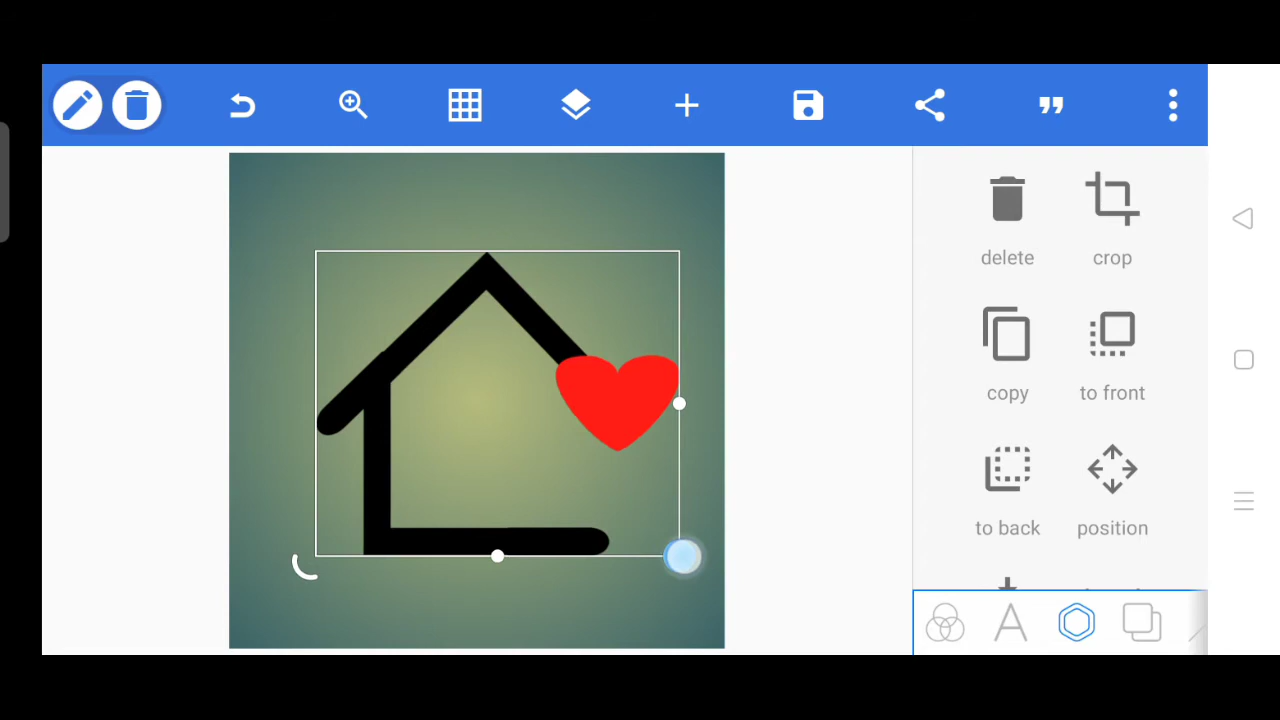 delete
crop
copy
to front
to back
position